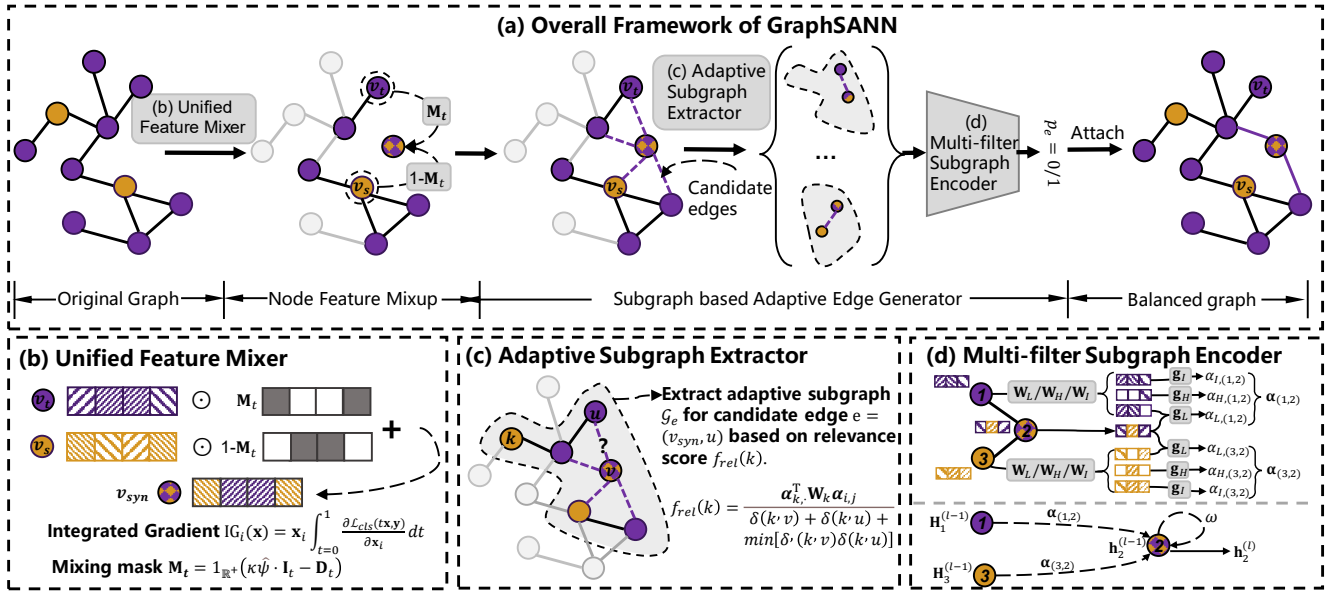 (a) Overall Framework of GraphSANN
(b) Unified
Feature Mixer
v_t
M_t
1-M_t
v_s
v_t
v_s
Candidate
edges
(c) Adaptive
Subgraph
Extractor
...
(d)
Multi-filter
Subgraph
Encoder
p_e = 0/1
Attach
v_t
v_s
Original Graph
Node Feature Mixup
Subgraph based Adaptive Edge Generator
Balanced graph
(b) Unified Feature Mixer
v_t ⊙ M_t
+
v_s ⊙ 1-M_t
v_syn
Integrated Gradient IG_i(x) = x_i ∫_{t=0}^{1} ∂ℒ_cls(tx,y)/∂x_i dt
Mixing mask M_t = 1_ℝ+(κψ̂ · I_t − D_t)
(c) Adaptive Subgraph Extractor
u
k
?
v
Extract adaptive subgraph
𝒢_e for candidate edge e =
(v_syn, u) based on relevance
score f_rel(k).
f_rel(k) = α_{k,·}^T W_k α_{i,j}
δ(k,v) + δ(k,u) +
min[δ,(k,v)δ(k,u)]
(d) Multi-filter Subgraph Encoder
1
W_L/W_H/W_I
g_I α_{I,(1,2)}
g_H α_{H,(1,2)}
g_L α_{L,(1,2)}
α_(1,2)
2
3
W_L/W_H/W_I
g_L α_{L,(3,2)}
g_H α_{H,(3,2)}
g_I α_{I,(3,2)}
α_(3,2)
H_1^(l-1)
1
α_(1,2)
ω
h_2^(l-1)
2
h_2^(l)
H_3^(l-1)
3
α_(3,2)